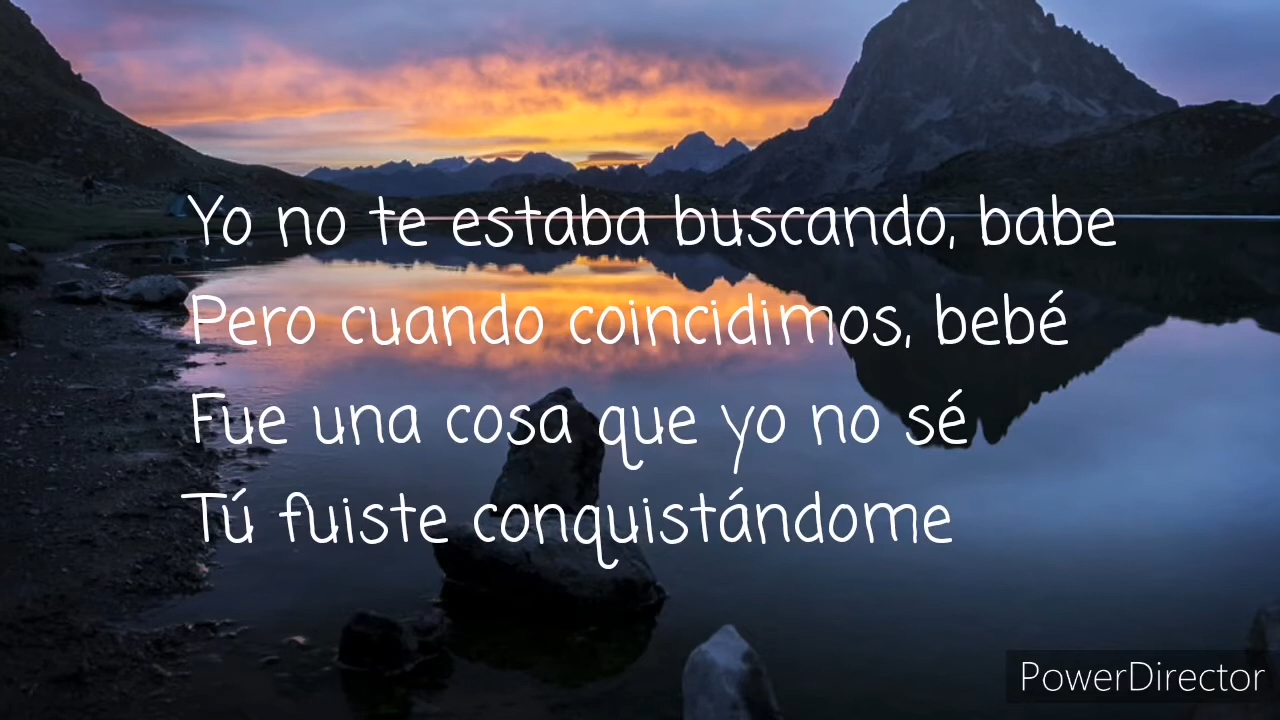 Yo no te estaba buscando, babe
Pero cuando coincidimos, bebé
Fue una cosa que yo no sé
Tú fuiste conquistándome
PowerDirector